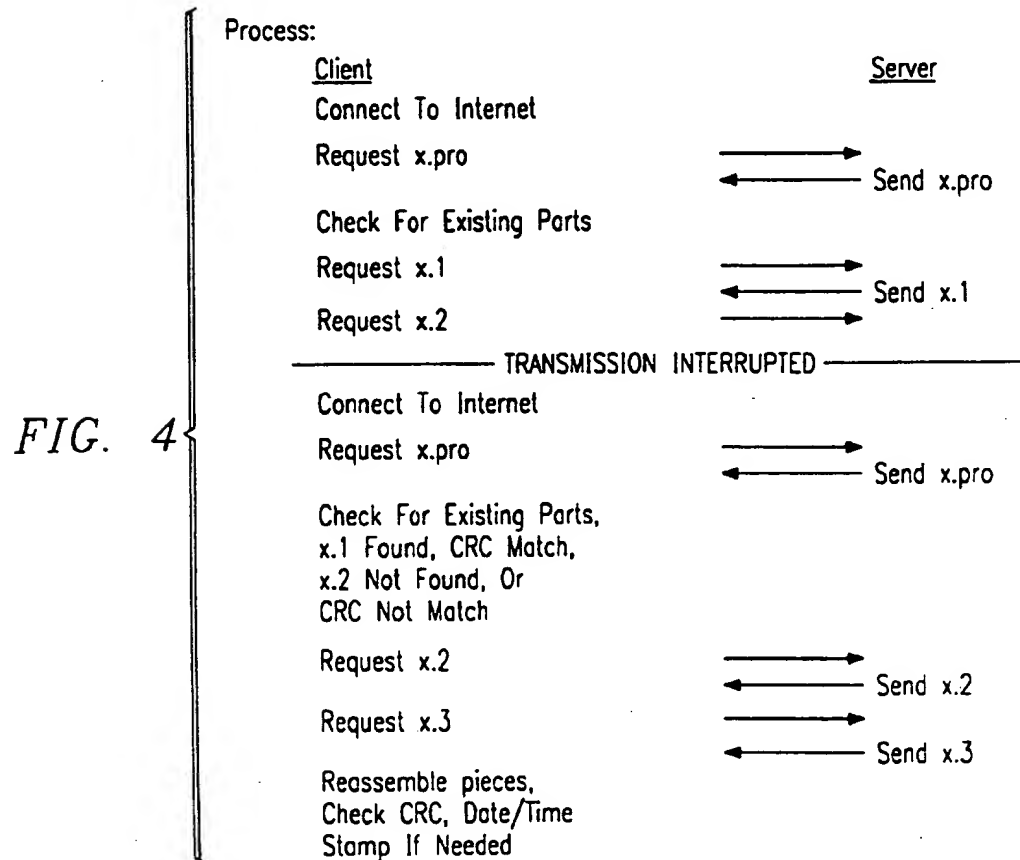 Process:
Client Server
Connect To Internet
Request x.pro
Send x.pro
Check For Existing Parts
Request x.1
Send x.1
Request x.2
TRANSMISSION INTERRUPTED
Connect To Internet
FIG. 4
Request x.pro
Send x.pro
Check For Existing Parts,
x.1 Found, CRC Match,
x.2 Not Found, Or
CRC Not Match
Request x.2
Send x.2
Request x.3
Send x.3
Reassemble pieces,
Check CRC, Date/Time
Stamp If Needed